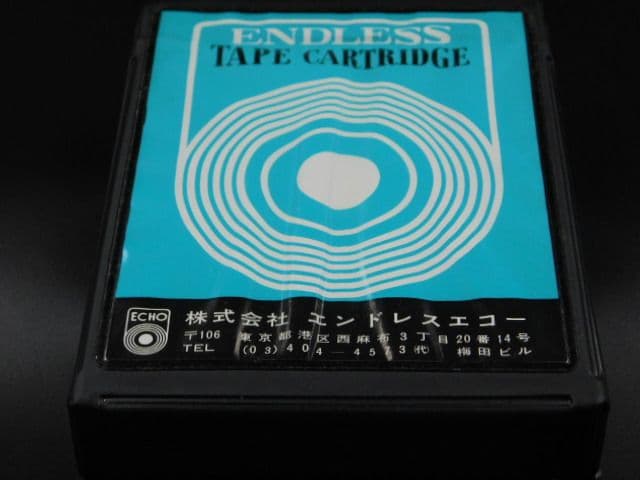 ENDLESS
TAPE CARTRIDGE
ECHO
株式会社 エンドレスエコー
〒106 東京都港区西麻布3丁目20番14号
TEL (03) 404-4573代) 梅田ビル